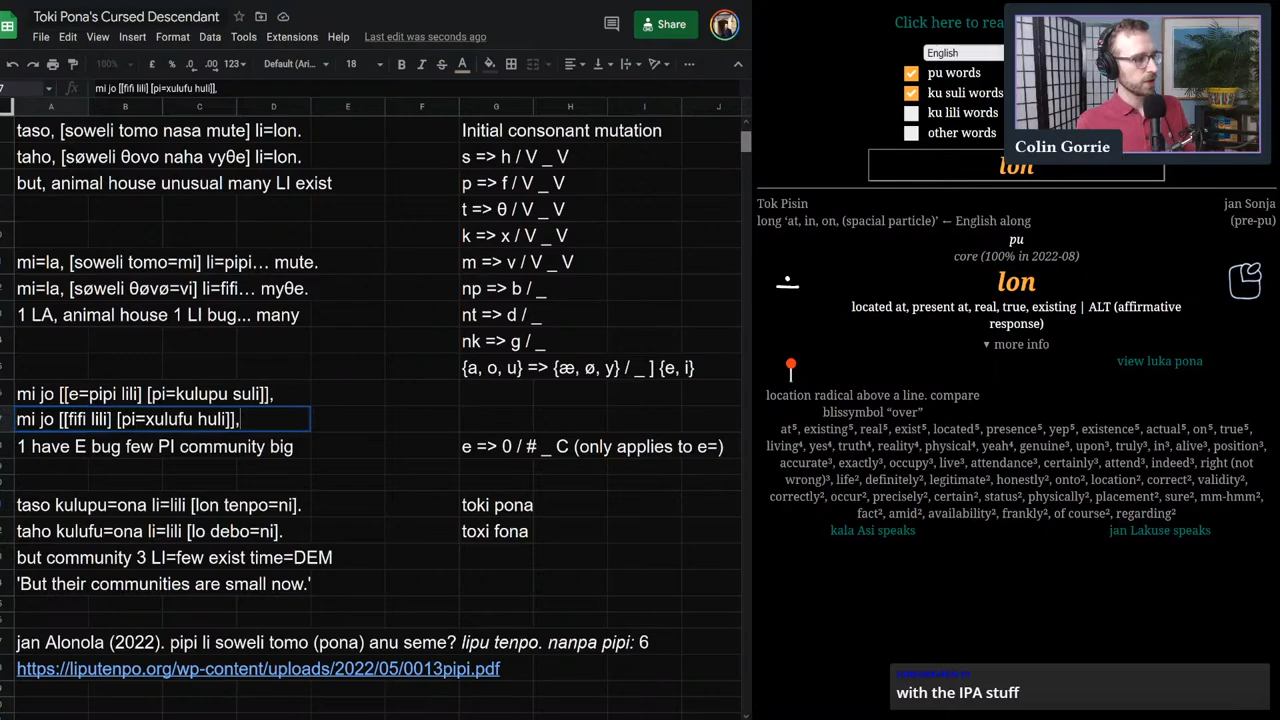 Toki Pona's Cursed Descendant
File Edit View Insert Format Data Tools Extensions Help Last edit was seconds ago
Share
100% £ % .0 .00 123 Default (Ari... 18 B I S A
7 fx mi jo [[fifi lili] [pi=xulufu huli]],
A B C D E F G H I J
taso, [soweli tomo nasa mute] li=lon. Initial consonant mutation
taho, [søweli θovo naha vyθe] li=lon. s => h / V _ V
but, animal house unusual many LI exist p => f / V _ V
t => θ / V _ V
k => x / V _ V
mi=la, [soweli tomo=mi] li=pipi… mute. m => v / V _ V
mi=la, [søweli θøvø=vi] li=fifi… myθe. np => b / _
1 LA, animal house 1 LI bug... many nt => d / _
nk => g / _
{a, o, u} => {æ, ø, y} / _ ] {e, i}
mi jo [[e=pipi lili] [pi=kulupu suli]],
mi jo [[fifi lili] [pi=xulufu huli]],
1 have E bug few PI community big e => 0 / # _ C (only applies to e=)
taso kulupu=ona li=lili [lon tenpo=ni]. toki pona
taho kulufu=ona li=lili [lo debo=ni]. toxi fona
but community 3 LI=few exist time=DEM
'But their communities are small now.'
jan Alonola (2022). pipi li soweli tomo (pona) anu seme? lipu tenpo. nanpa pipi: 6
https://liputenpo.org/wp-content/uploads/2022/05/0013pipi.pdf
Click here to rea
English
pu words
ku suli words
ku lili words
other words
Colin Gorrie
lon
Tok Pisin jan Sonja
long ‘at, in, on, (spacial particle)’ ← English along (pre-pu)
pu
core (100% in 2022-08)
lon
located at, present at, real, true, existing | ALT (affirmative
response)
▾ more info
view luka pona
location radical above a line. compare
blissymbol “over”
at⁵, existing⁵, real⁵, exist⁵, located⁵, presence⁵, yep⁵, existence⁵, actual⁵, on⁵, true⁵,
living⁴, yes⁴, truth⁴, reality⁴, physical⁴, yeah⁴, genuine³, upon³, truly³, in³, alive³, position³,
accurate³, exactly³, occupy³, live³, attendance³, certainly³, attend³, indeed³, right (not
wrong)³, life², definitely², legitimate², honestly², onto², location², correct², validity²,
correctly², occur², precisely², certain², status², physically², placement², sure², mm-hmm²,
fact², amid², availability², frankly², of course², regarding²
kala Asi speaks jan Lakuse speaks
with the IPA stuff